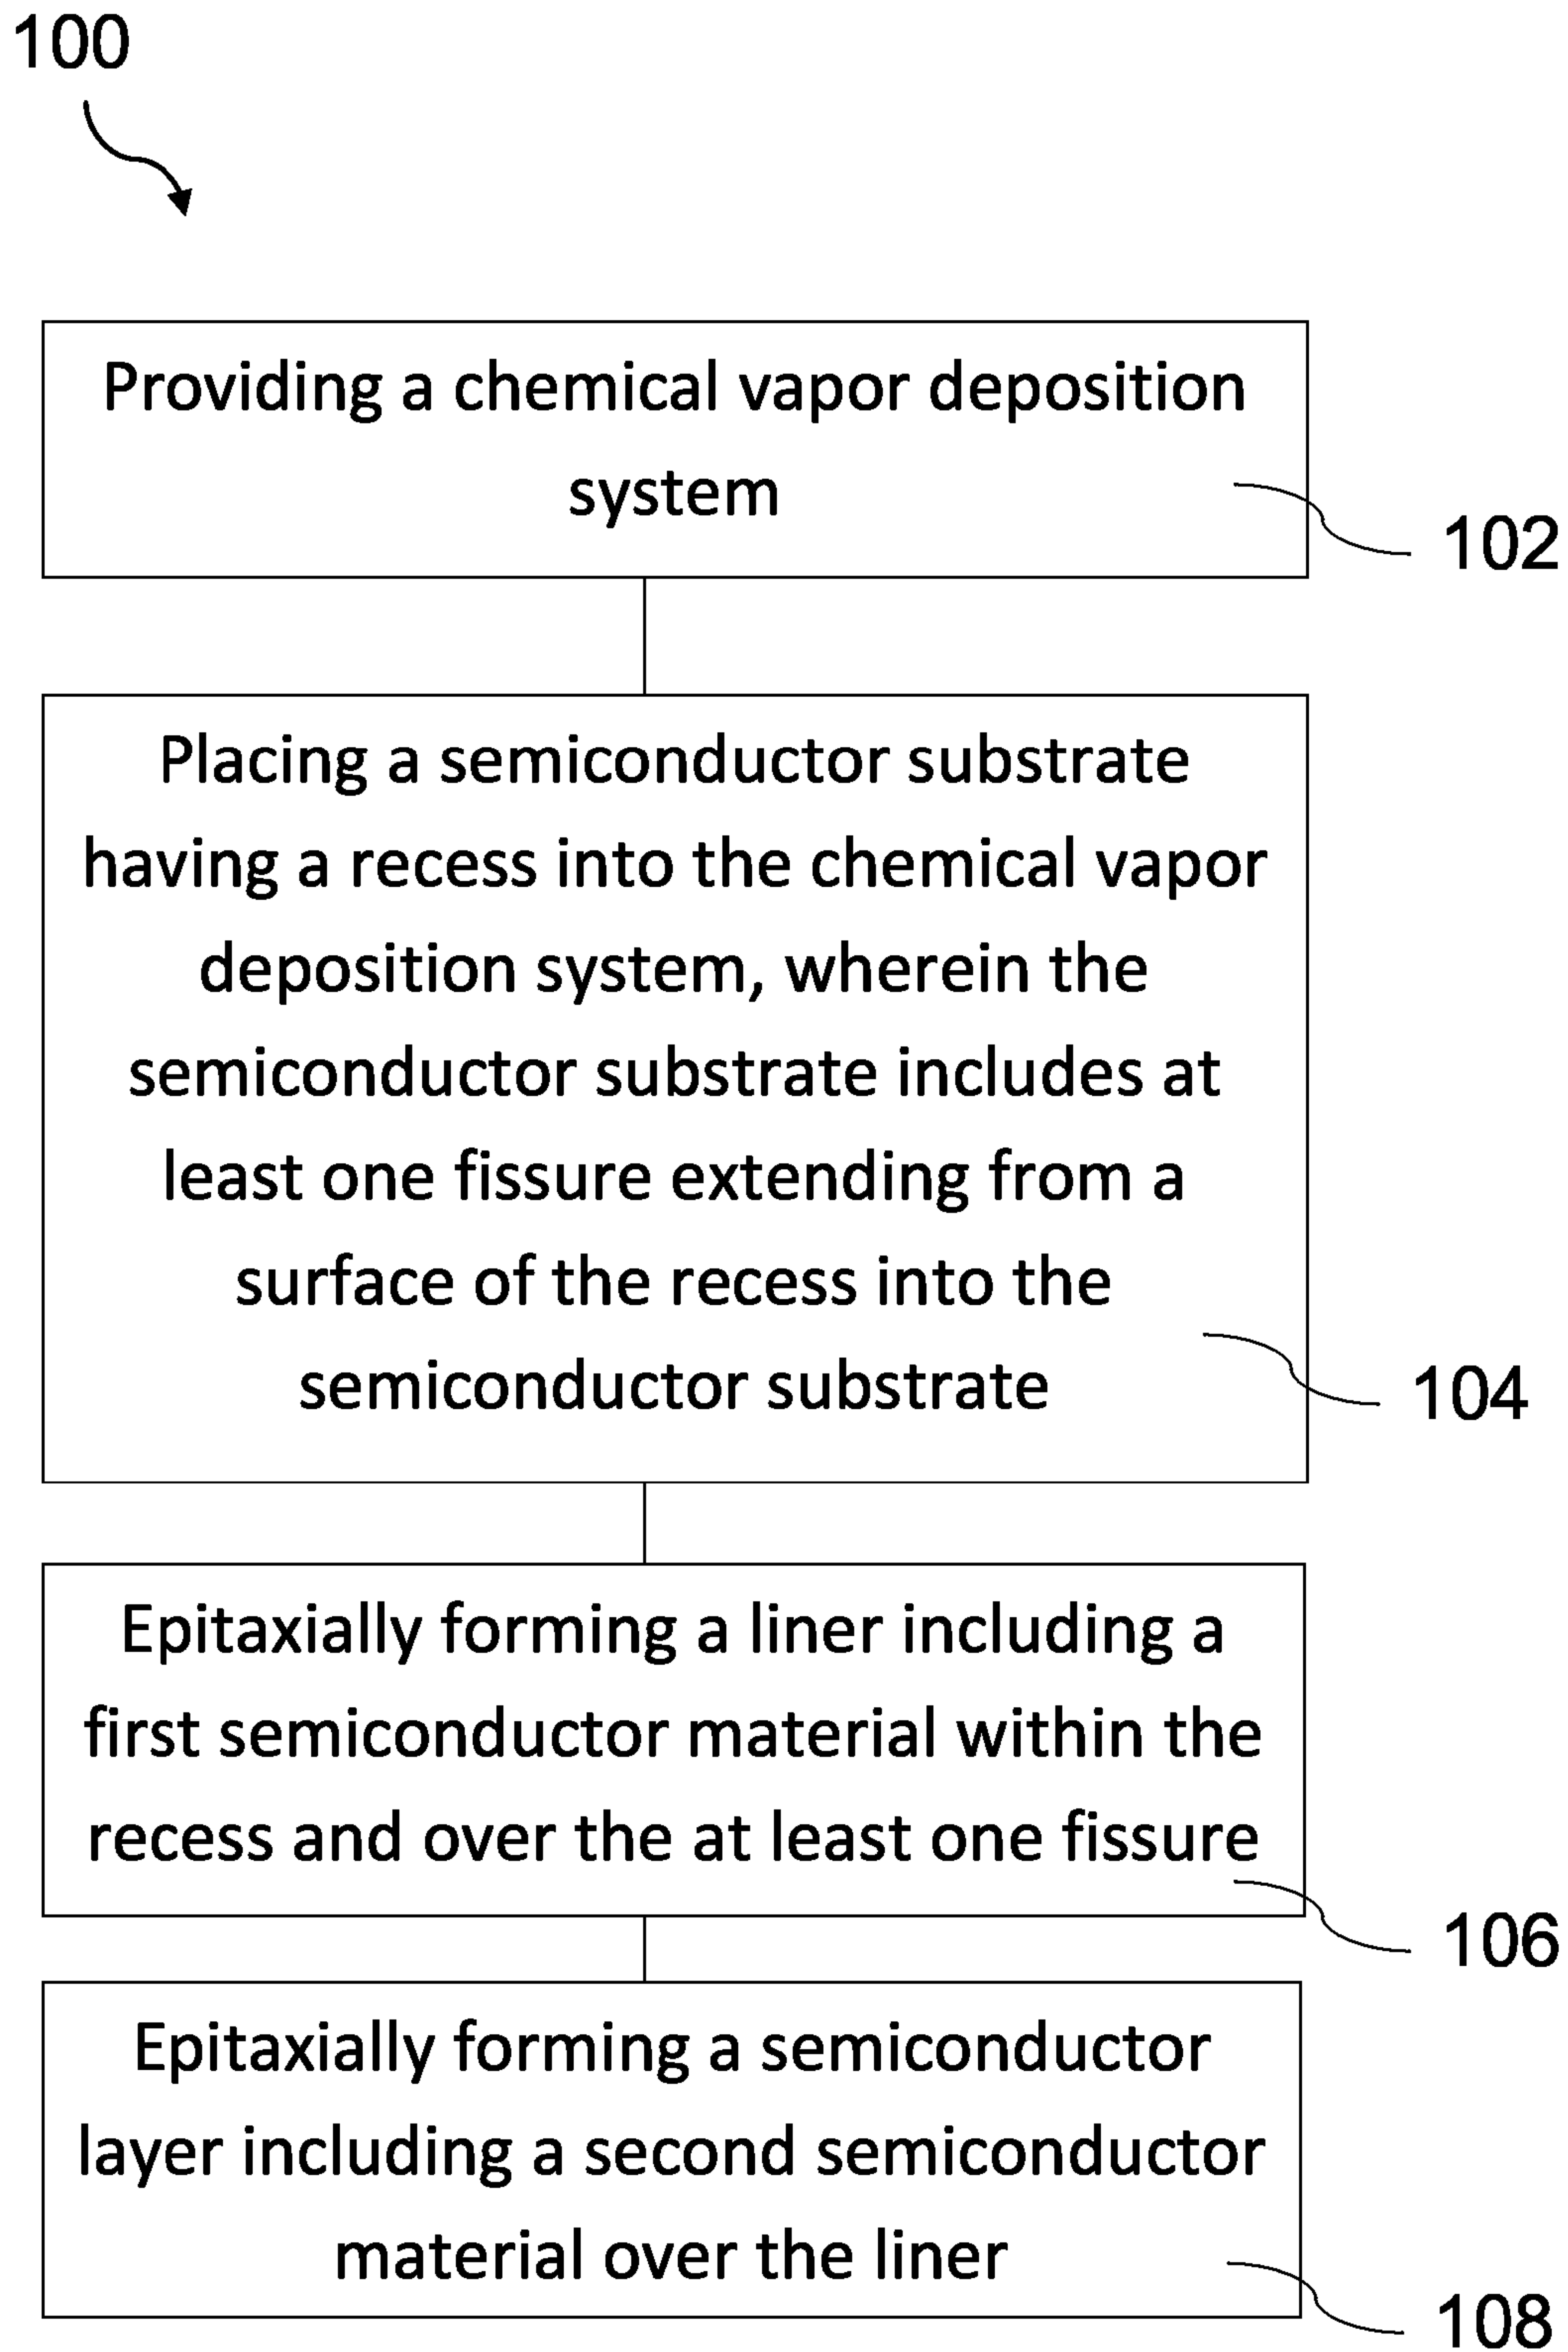 100
Providing a chemical vapor deposition
system
102
Placing a semiconductor substrate
having a recess into the chemical vapor
deposition system, wherein the
semiconductor substrate includes at
least one fissure extending from a
surface of the recess into the
semiconductor substrate
104
Epitaxially forming a liner including a
first semiconductor material within the
recess and over the at least one fissure
106
Epitaxially forming a semiconductor
layer including a second semiconductor
material over the liner
108